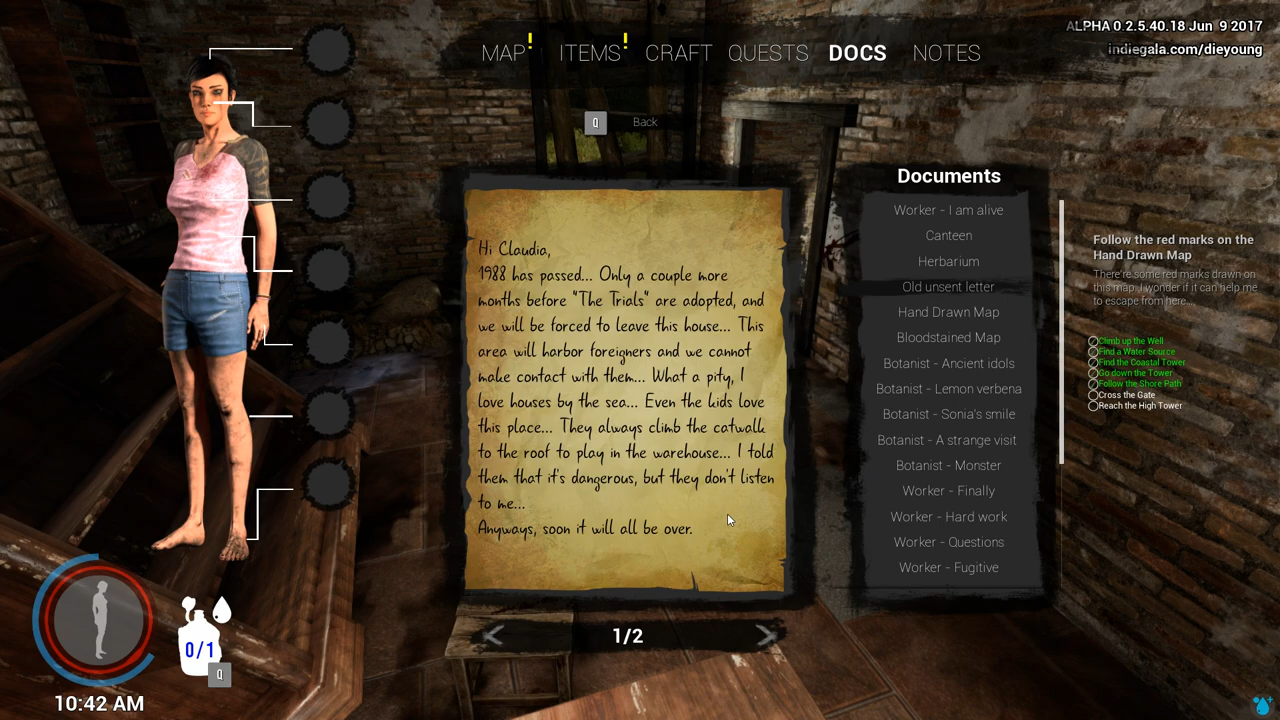 ALPHA 0.2.5.40.18 Jun 9 2017
indiegala.com/dieyoung
MAP! ITEMS! CRAFT QUESTS DOCS NOTES
Q Back
Hi Claudia,
1988 has passed... Only a couple more
months before "The Trials" are adopted, and
we will be forced to leave this house... This
area will harbor foreigners and we cannot
make contact with them... What a pity, I
love houses by the sea... Even the kids love
this place... They always climb the catwalk
to the roof to play in the warehouse... I told
them that it's dangerous, but they don't listen
to me...
Anyways, soon it will all be over.
1/2
Documents
Worker - I am alive
Canteen
Herbarium
Old unsent letter
Hand Drawn Map
Bloodstained Map
Botanist - Ancient idols
Botanist - Lemon verbena
Botanist - Sonia's smile
Botanist - A strange visit
Botanist - Monster
Worker - Finally
Worker - Hard work
Worker - Questions
Worker - Fugitive
Follow the red marks on the
Hand Drawn Map
There're some red marks drawn on
this map. I wonder if it can help me
to escape from here...
Climb up the Well
Find a Water Source
Find the Coastal Tower
Go down the Tower
Follow the Shore Path
Cross the Gate
Reach the High Tower
0/1
Q
10:42 AM